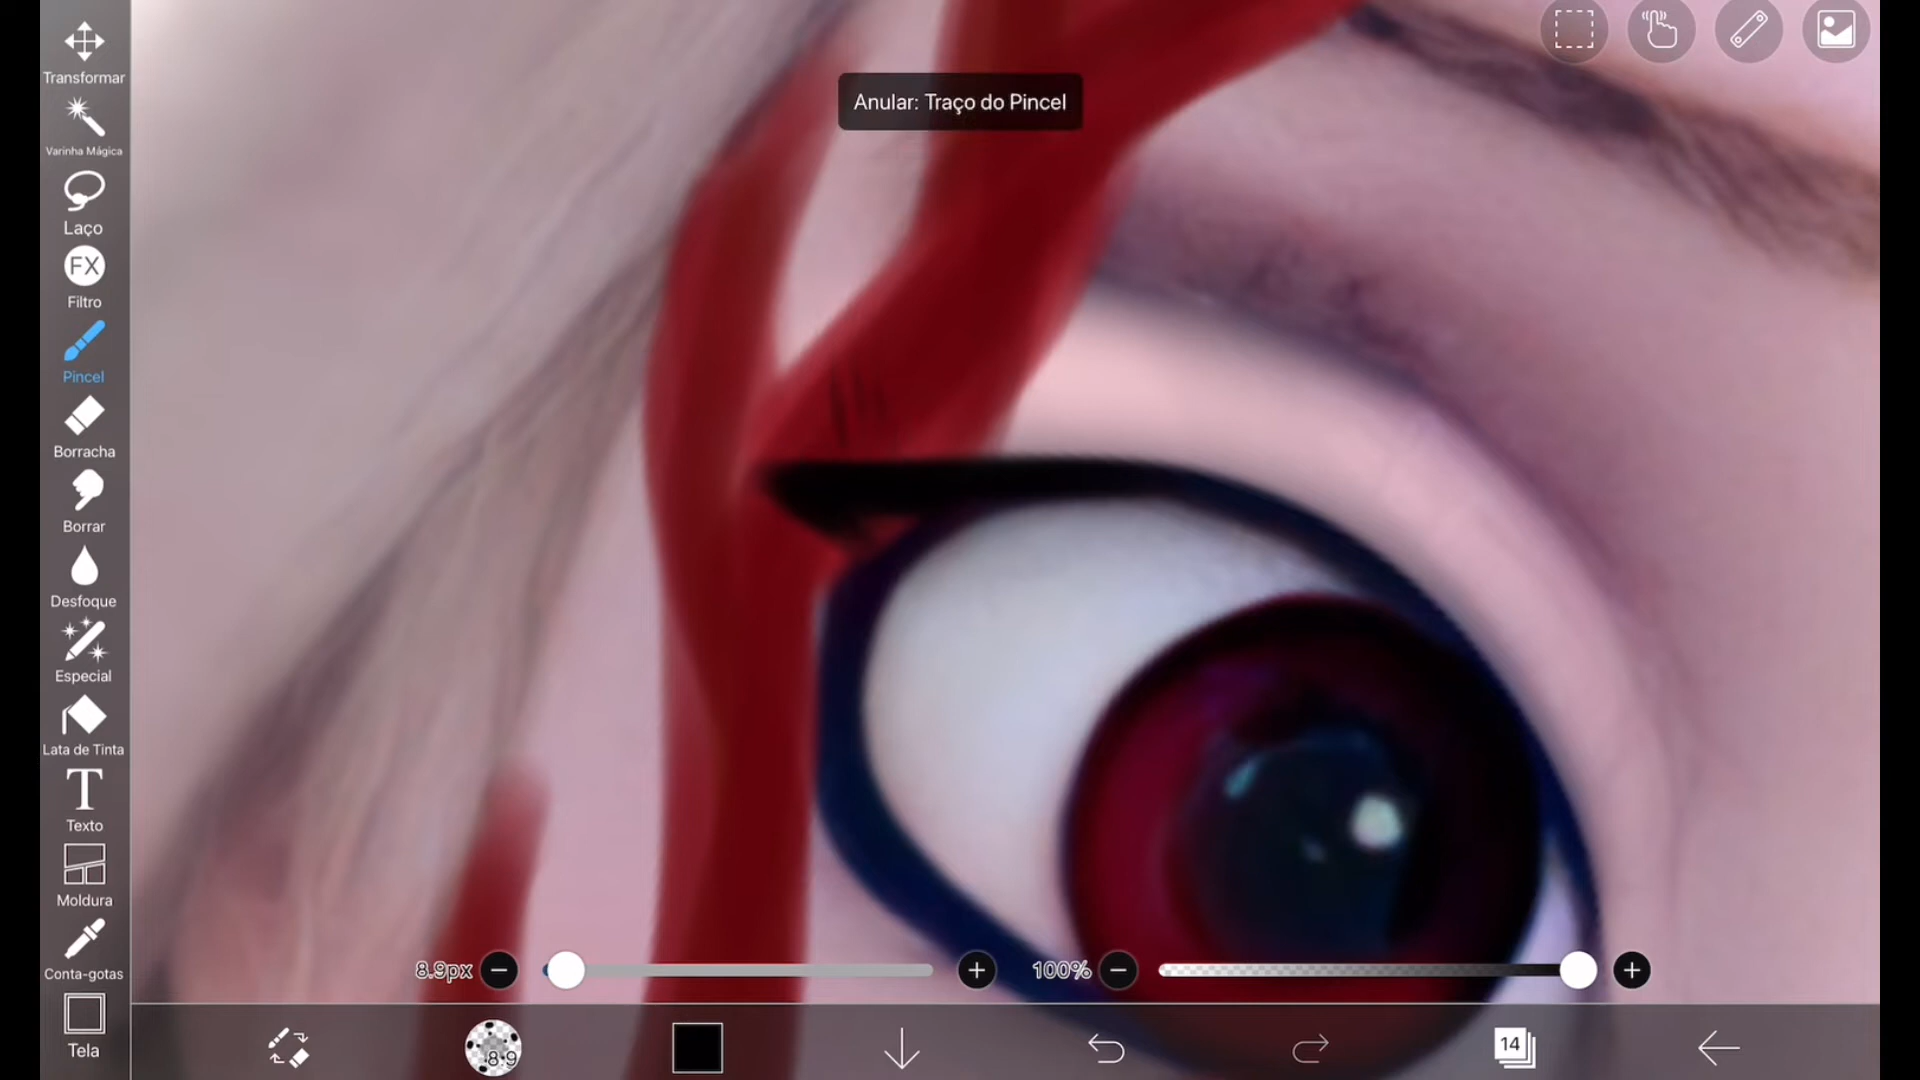 Transformar
Varinha Mágica
Laço
FX
Filtro
Pincel
Borracha
Borrar
Desfoque
Especial
Lata de Tinta
T
Texto
Moldura
Conta-gotas
Tela
Anular: Traço do Pincel
8.9px
100%
8.9
14